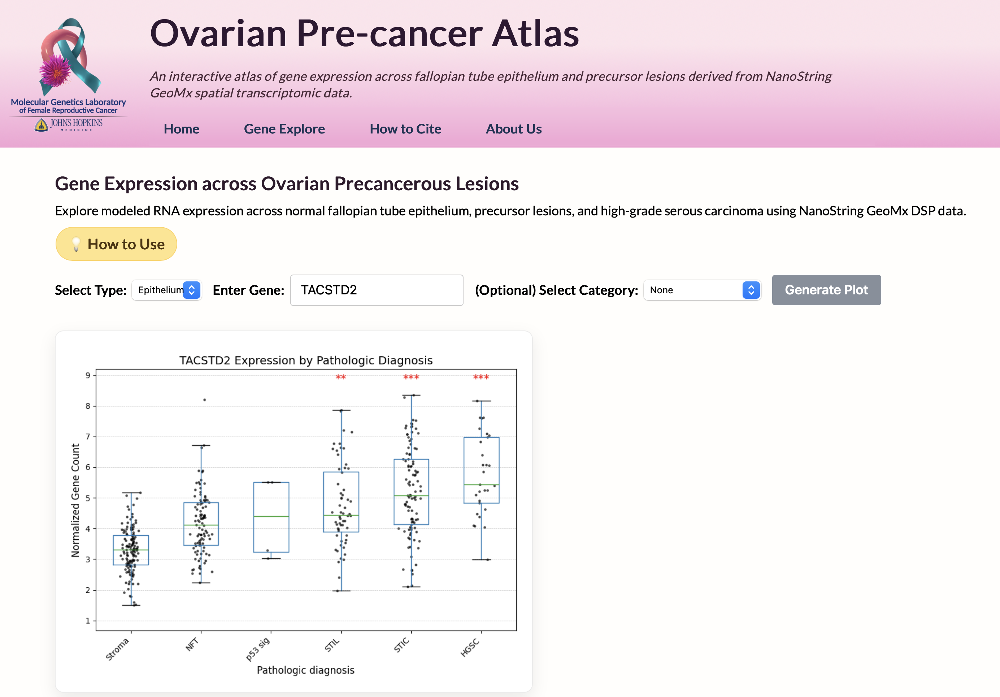 Ovarian Pre-cancer Atlas
An interactive atlas of gene expression across fallopian tube epithelium and precursor lesions derived from NanoString
GeoMx spatial transcriptomic data.
Molecular Genetics Laboratory
of Female Reproductive Cancer
JOHNS HOPKINS
MEDICINE
Home Gene Explore How to Cite About Us
Gene Expression across Ovarian Precancerous Lesions
Explore modeled RNA expression across normal fallopian tube epithelium, precursor lesions, and high-grade serous carcinoma using NanoString GeoMx DSP data.
💡 How to Use
Select Type: Epithelium Enter Gene: TACSTD2 (Optional) Select Category: None Generate Plot
TACSTD2 Expression by Pathologic Diagnosis
** *** ***
Normalized Gene Count
9
8
7
6
5
4
3
2
1
Stroma NFT p53 sig STIL STIC HGSC
Pathologic diagnosis